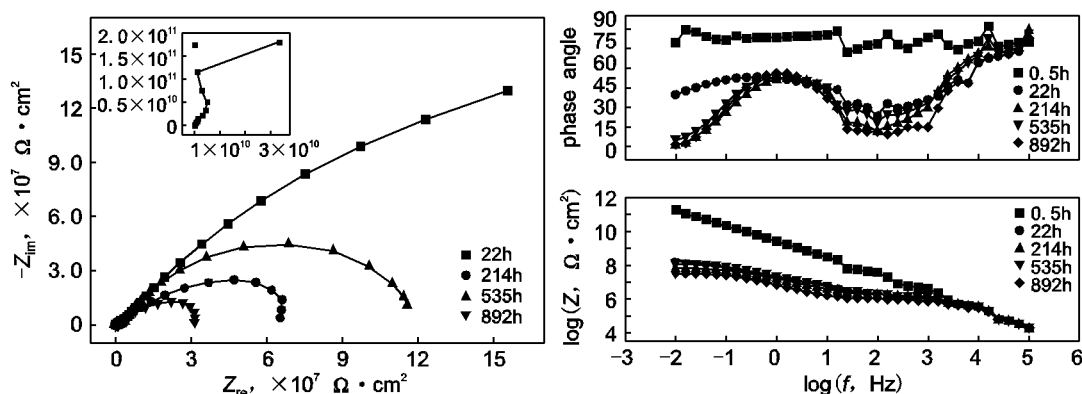 −Z_Im, ×10⁷ Ω·cm²
15
12
9.0
6.0
3.0
0
2.0×10¹¹
1.5×10¹¹
1.0×10¹¹
0.5×10¹⁰
0
1×10¹⁰ 3×10¹⁰
22h
214h
535h
892h
0 3 6 9 12 15
Z_re, ×10⁷ Ω·cm²
phase angle
90
75
60
45
30
15
0
0.5h
22h
214h
535h
892h
log(Z, Ω·cm²)
12
10
8
6
4
0.5h
22h
214h
535h
892h
−3 −2 −1 0 1 2 3 4 5 6
log(f, Hz)